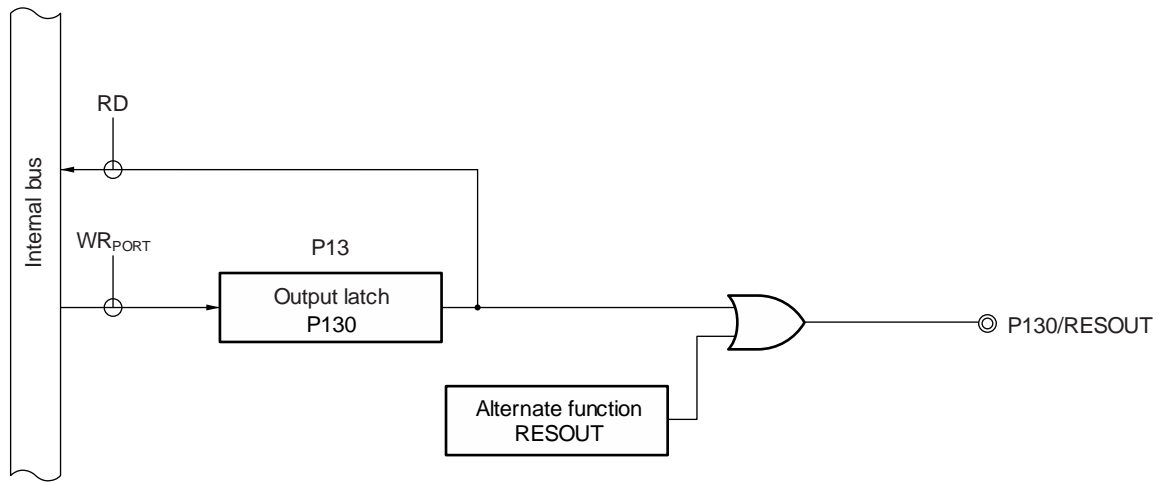 RD
Internal bus
WRPORT
P13
Output latch
P130
P130/RESOUT
Alternate function
RESOUT